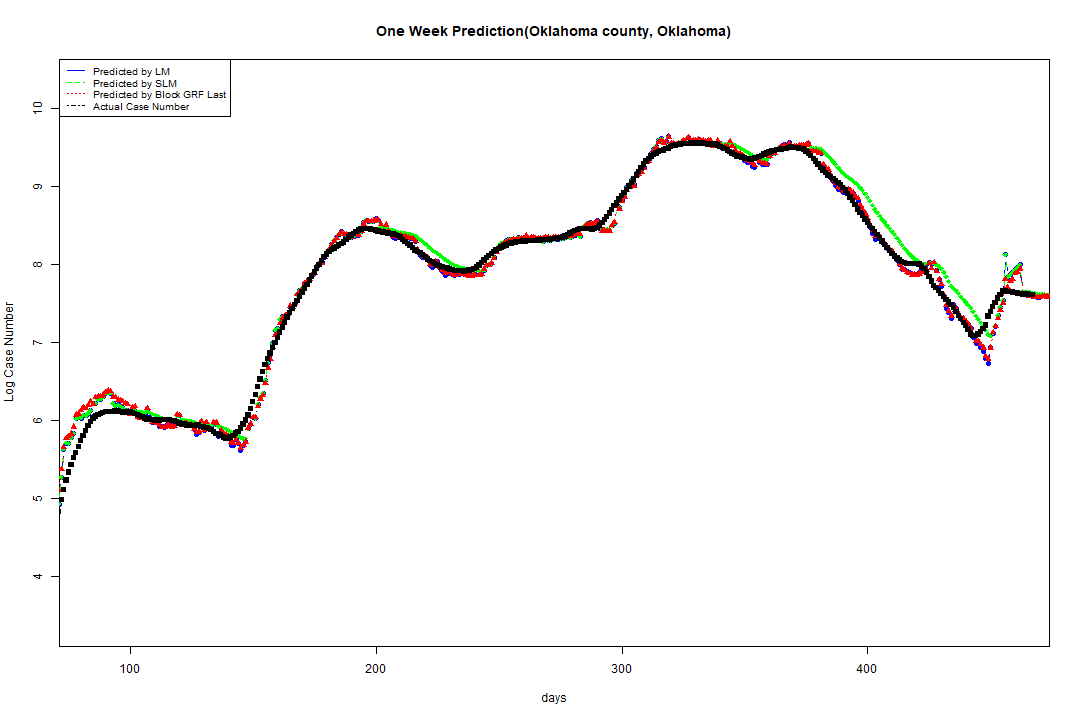 One Week Prediction(Oklahoma county, Oklahoma)
Predicted by LM
Predicted by SLM
Predicted by Block GRF Last
Actual Case Number
10
9
8
7
6
5
4
Log Case Number
100 200 300 400
days